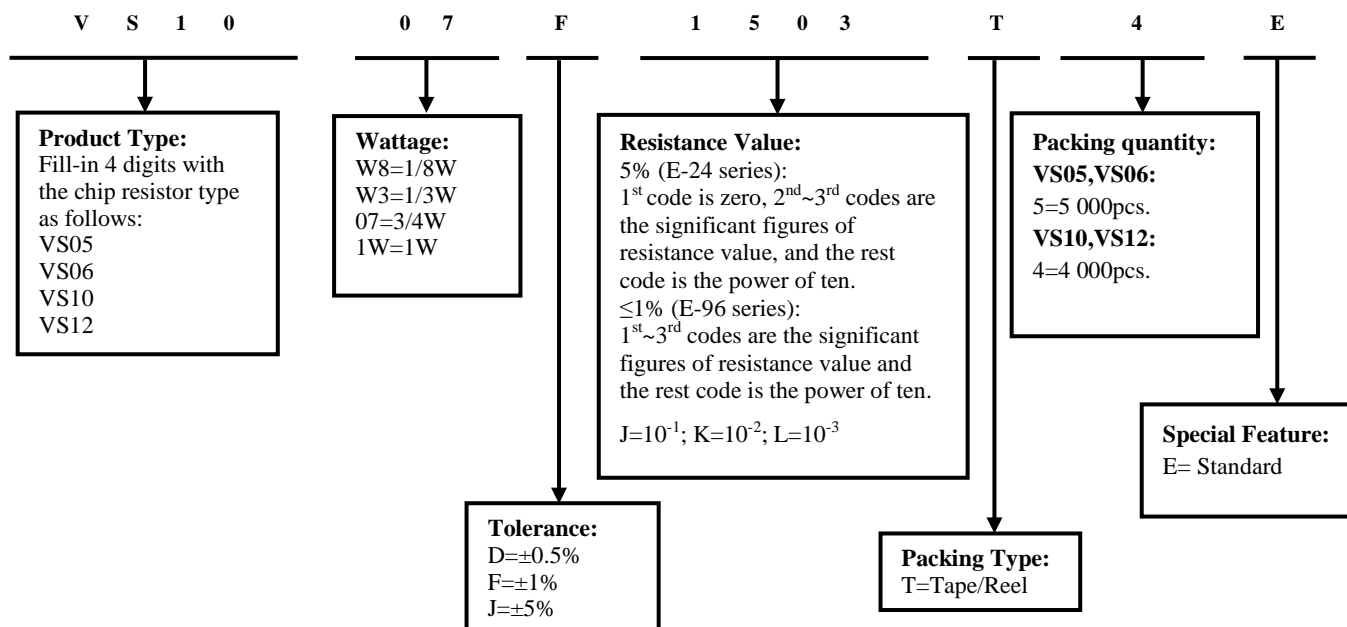 V S 1 0 0 7 F 1 5 0 3 T 4 E
Product Type:
Fill-in 4 digits with
the chip resistor type
as follows:
VS05
VS06
VS10
VS12
Wattage:
W8=1/8W
W3=1/3W
07=3/4W
1W=1W
Resistance Value:
5% (E-24 series):
1st code is zero, 2nd~3rd codes are
the significant figures of
resistance value, and the rest
code is the power of ten.
≤1% (E-96 series):
1st~3rd codes are the significant
figures of resistance value and
the rest code is the power of ten.
J=10-1; K=10-2; L=10-3
Packing quantity:
VS05,VS06:
5=5 000pcs.
VS10,VS12:
4=4 000pcs.
Special Feature:
E= Standard
Tolerance:
D=±0.5%
F=±1%
J=±5%
Packing Type:
T=Tape/Reel